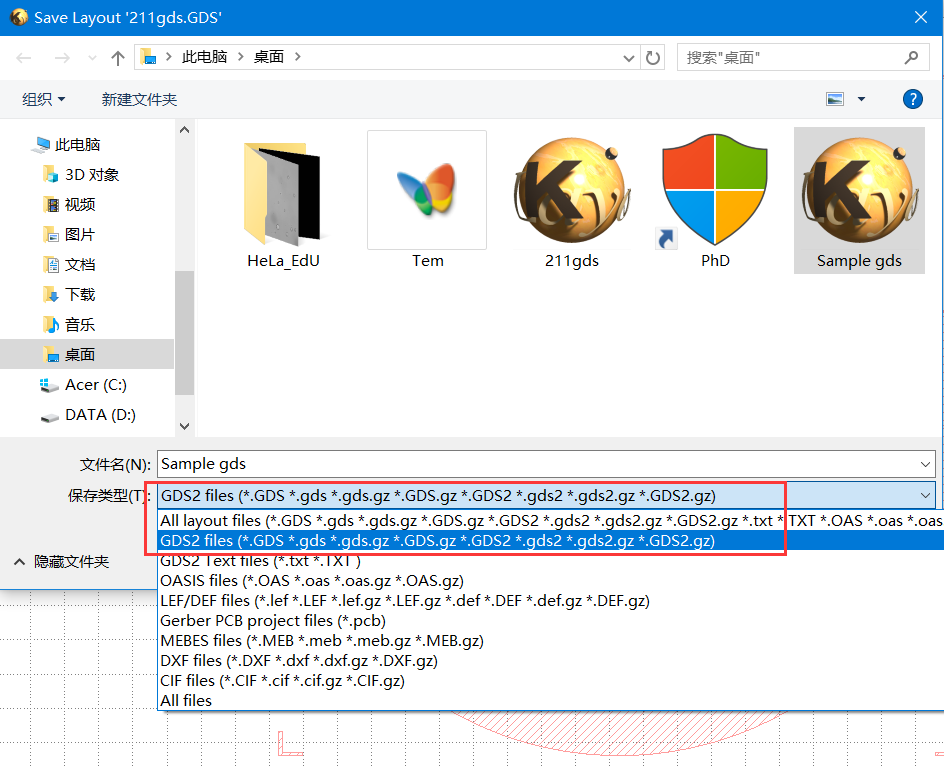 Save Layout '211gds.GDS'
此电脑 > 桌面 >
搜索"桌面"
组织
新建文件夹
此电脑
3D 对象
视频
图片
文档
下载
音乐
桌面
Acer (C:)
DATA (D:)
HeLa_EdU
Tem
211gds
PhD
Sample gds
文件名(N): Sample gds
保存类型(T): GDS2 files (*.GDS *.gds *.gds.gz *.GDS.gz *.GDS2 *.gds2 *.gds2.gz *.GDS2.gz)
All layout files (*.GDS *.gds *.gds.gz *.GDS.gz *.GDS2 *.gds2 *.gds2.gz *.GDS2.gz *.txt *.TXT *.OAS *.oas *.oas
GDS2 files (*.GDS *.gds *.gds.gz *.GDS.gz *.GDS2 *.gds2 *.gds2.gz *.GDS2.gz)
隐藏文件夹
GDS2 Text files (*.txt *.TXT )
OASIS files (*.OAS *.oas *.oas.gz *.OAS.gz)
LEF/DEF files (*.lef *.LEF *.lef.gz *.LEF.gz *.def *.DEF *.def.gz *.DEF.gz)
Gerber PCB project files (*.pcb)
MEBES files (*.MEB *.meb *.meb.gz *.MEB.gz)
DXF files (*.DXF *.dxf *.dxf.gz *.DXF.gz)
CIF files (*.CIF *.cif *.cif.gz *.CIF.gz)
All files